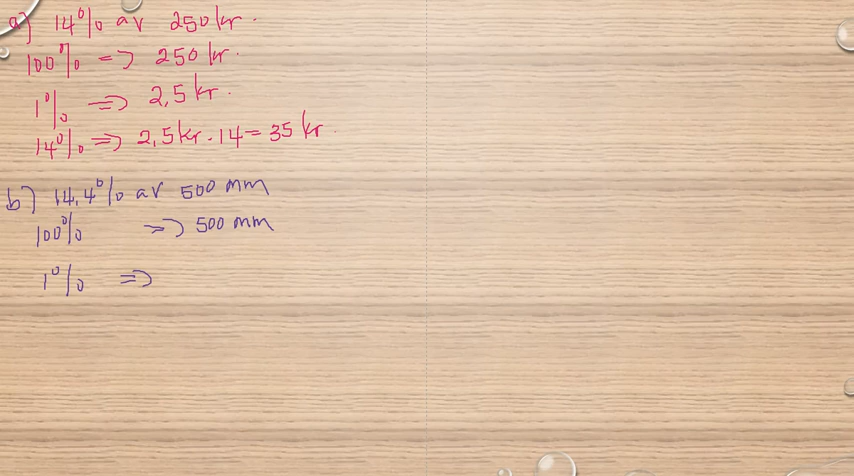 a) 14% av 250 kr.
100% => 250 kr.
1% => 2,5 kr.
14% => 2,5 kr . 14 = 35 kr
b) 14,4% av 500 mm
100% => 500 mm
1% =>